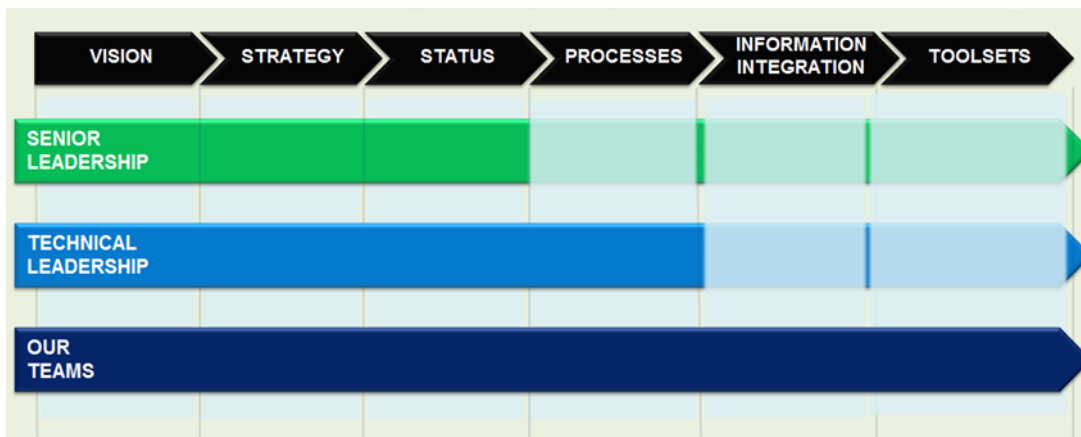 VISION
STRATEGY
STATUS
PROCESSES
INFORMATION
INTEGRATION
TOOLSETS
SENIOR
LEADERSHIP
TECHNICAL
LEADERSHIP
OUR
TEAMS